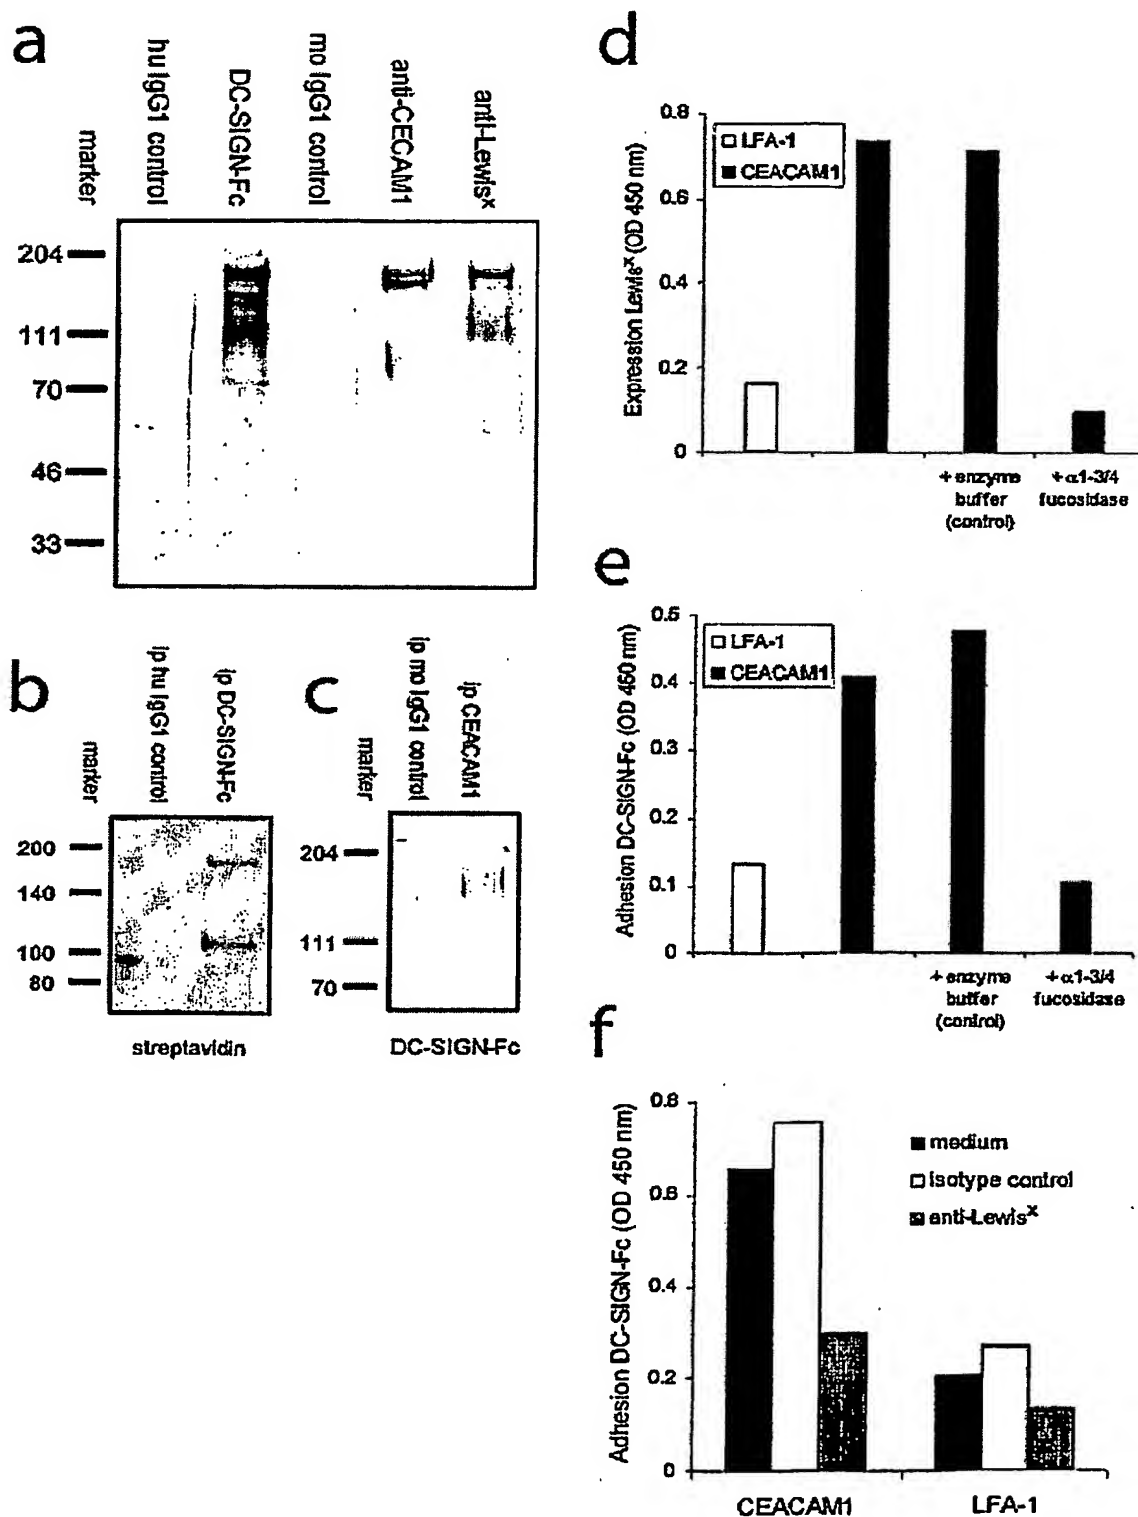 a
marker
hu IgG1 control
DC-SIGN-Fc
mo IgG1 control
anti-CECAM1
anti-Lewisx
204
111
70
46
33
b
marker
ip hu IgG1 control
ip DC-SIGN-Fc
200
140
100
80
streptavidin
c
marker
ip mo IgG1 control
ip CEACAM1
204
111
70
DC-SIGN-Fc
d
Expression Lewisx (OD 450 nm)
0.8
0.6
0.4
0.2
0
LFA-1
CEACAM1
+ enzyme
buffer
(control)
+ α1-3/4
fucosidase
e
Adhesion DC-SIGN-Fc (OD 450 nm)
0.5
0.4
0.3
0.2
0.1
0
LFA-1
CEACAM1
+ enzyme
buffer
(control)
+ α1-3/4
fucosidase
f
Adhesion DC-SIGN-Fc (OD 450 nm)
0.8
0.6
0.4
0.2
0
medium
isotype control
anti-Lewisx
CEACAM1
LFA-1